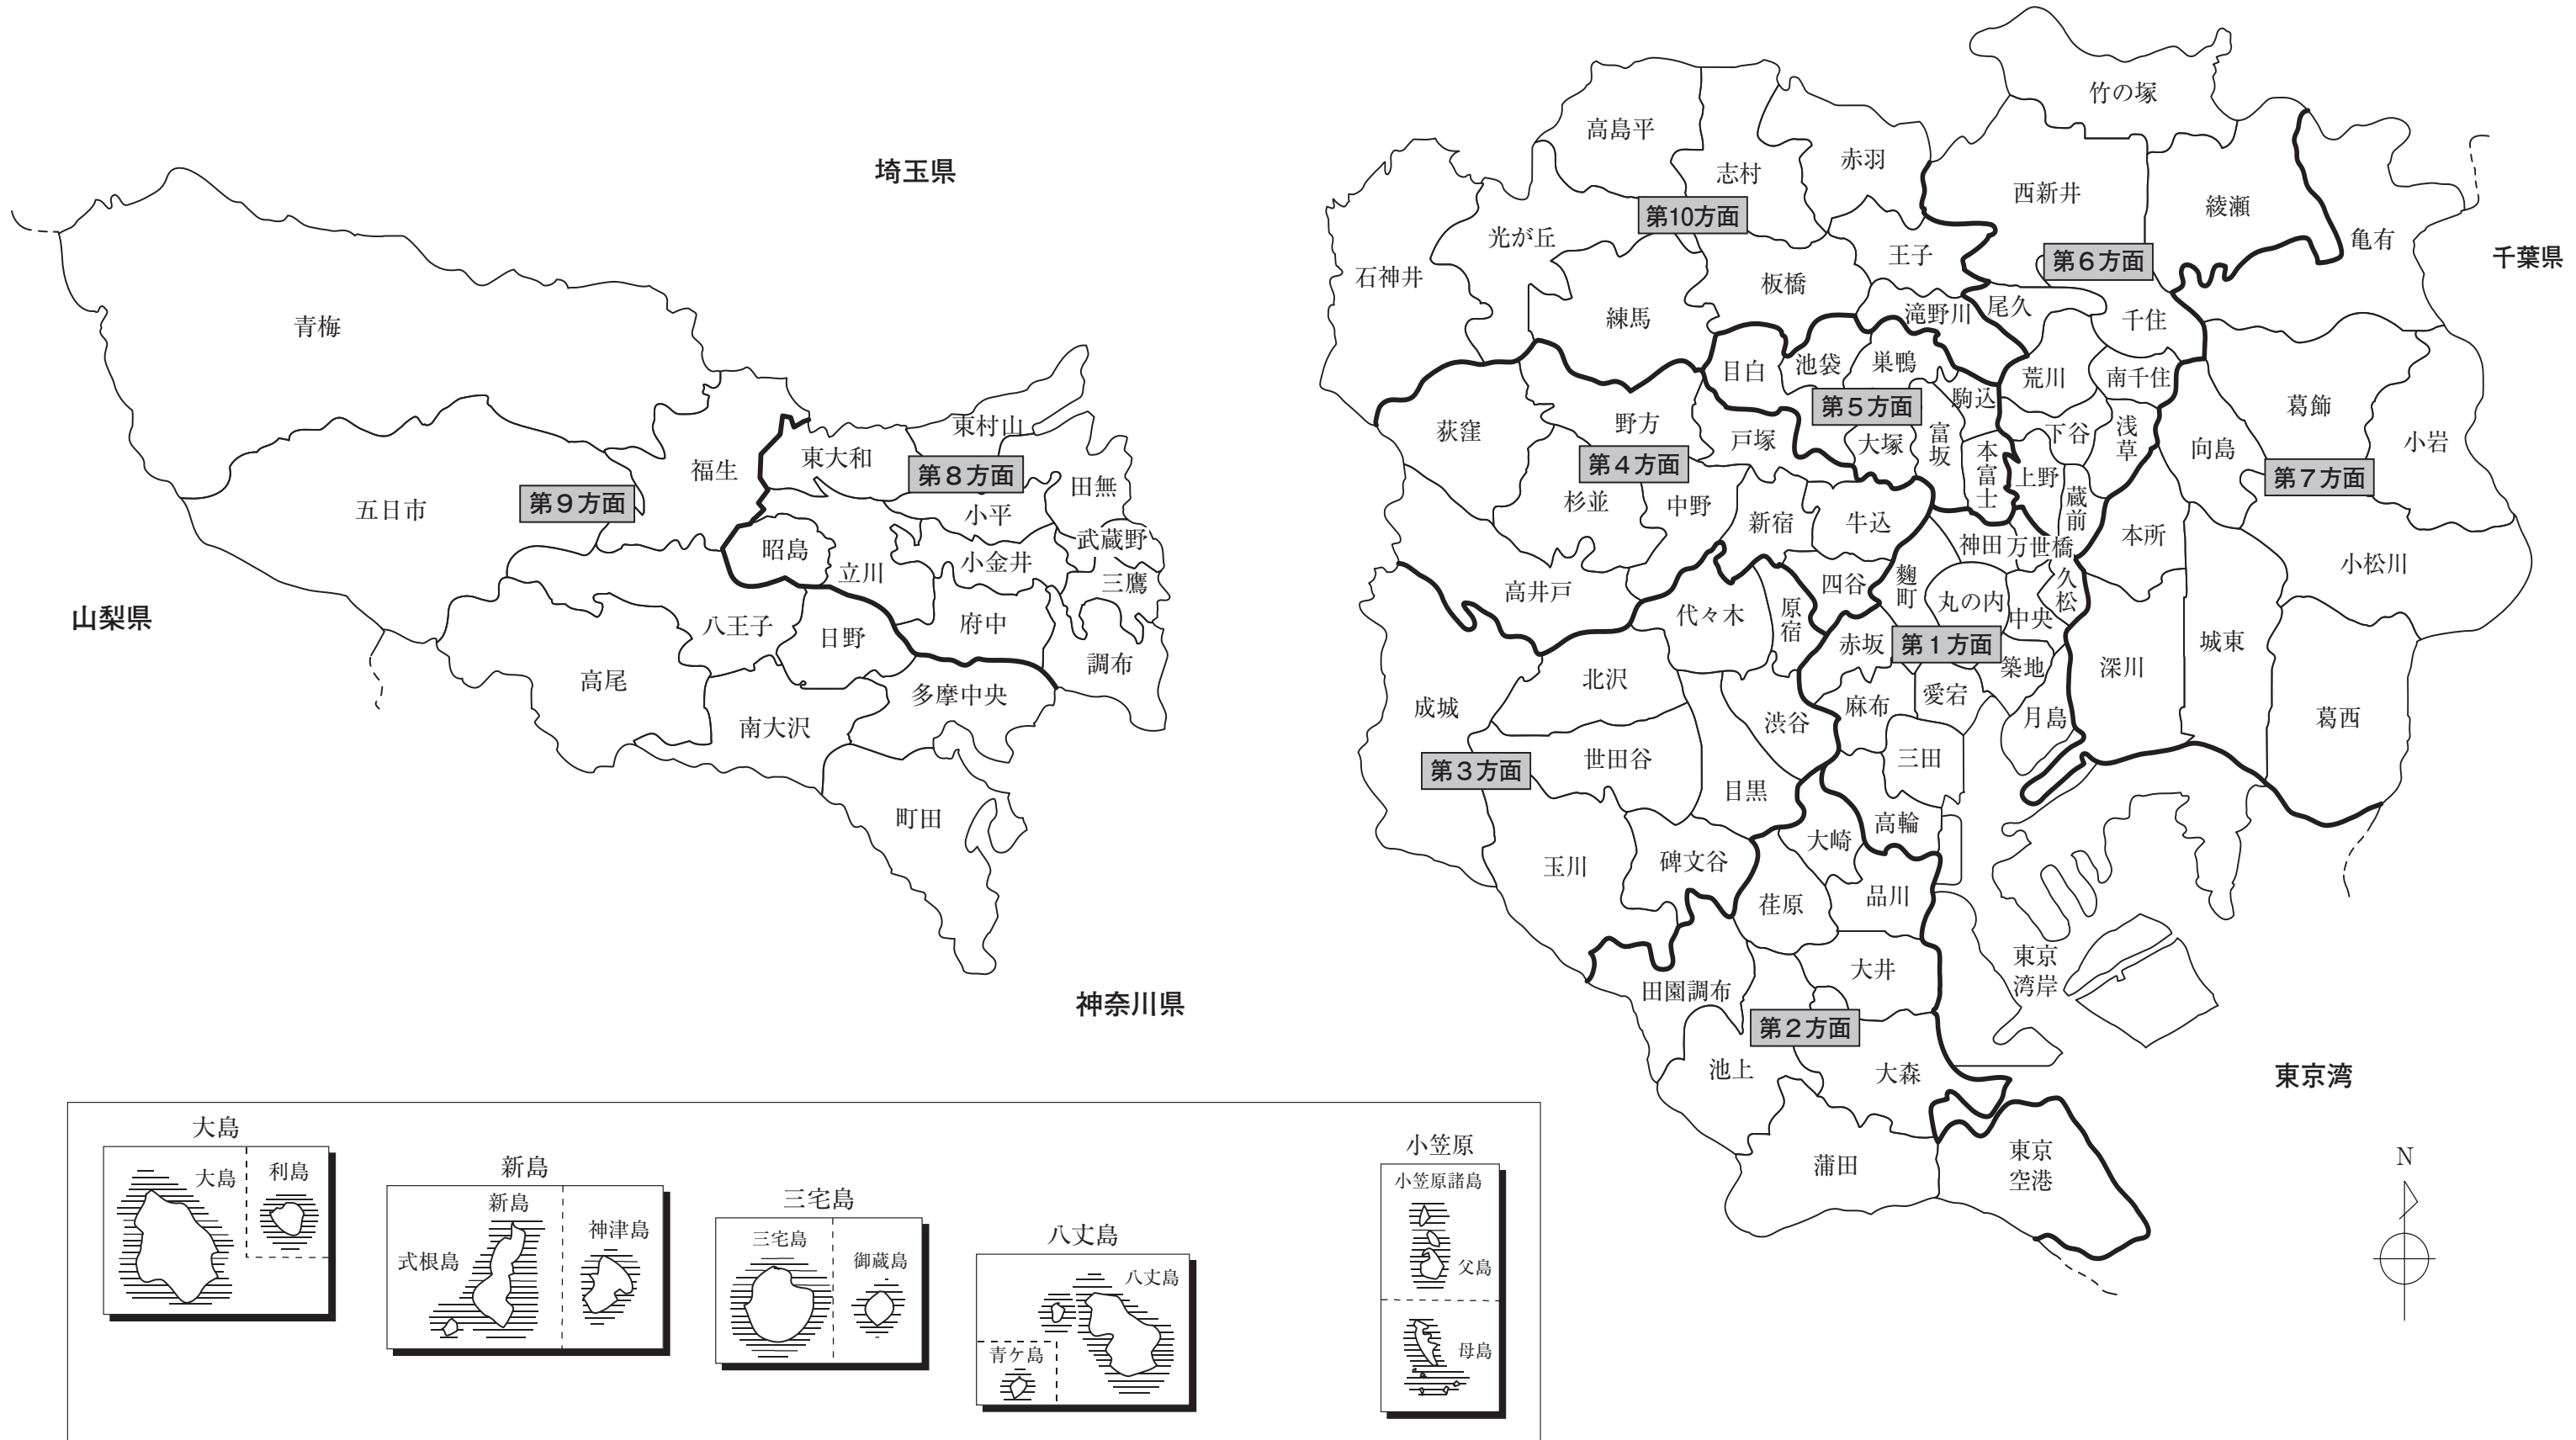 埼玉県
青梅
福生
五日市
第9方面
東村山
東大和
第8方面
田無
小平
武蔵野
昭島
立川
小金井
三鷹
山梨県
八王子
日野
府中
調布
高尾
多摩中央
南大沢
町田
神奈川県
竹の塚
高島平
志村
赤羽
西新井
綾瀬
第10方面
光が丘
石神井
王子
亀有
千葉県
第6方面
板橋
練馬
滝野川
尾久
千住
目白
池袋
巣鴨
荒川
南千住
駒込
第5方面
葛飾
荻窪
野方
戸塚
大塚
富坂
本富士
下谷
浅草
向島
小岩
第4方面
上野
第7方面
杉並
中野
新宿
牛込
蔵前
本所
神田
万世橋
小松川
高井戸
四谷
麴町
久松
丸の内
中央
代々木
原宿
赤坂
第1方面
城東
深川
築地
北沢
成城
渋谷
麻布
愛宕
月島
葛西
世田谷
三田
第3方面
目黒
大崎
高輪
玉川
碑文谷
荏原
品川
東京
湾岸
大井
田園調布
第2方面
池上
大森
東京湾
蒲田
東京
空港
N
大島
大島
利島
新島
新島
神津島
式根島
三宅島
三宅島
御蔵島
八丈島
八丈島
青ケ島
小笠原
小笠原諸島
父島
母島